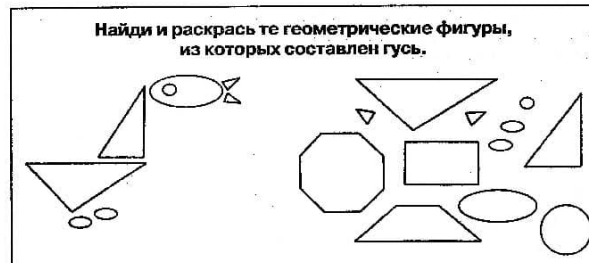 Найди и раскрась те геометрические фигуры,
из которых составлен гусь.